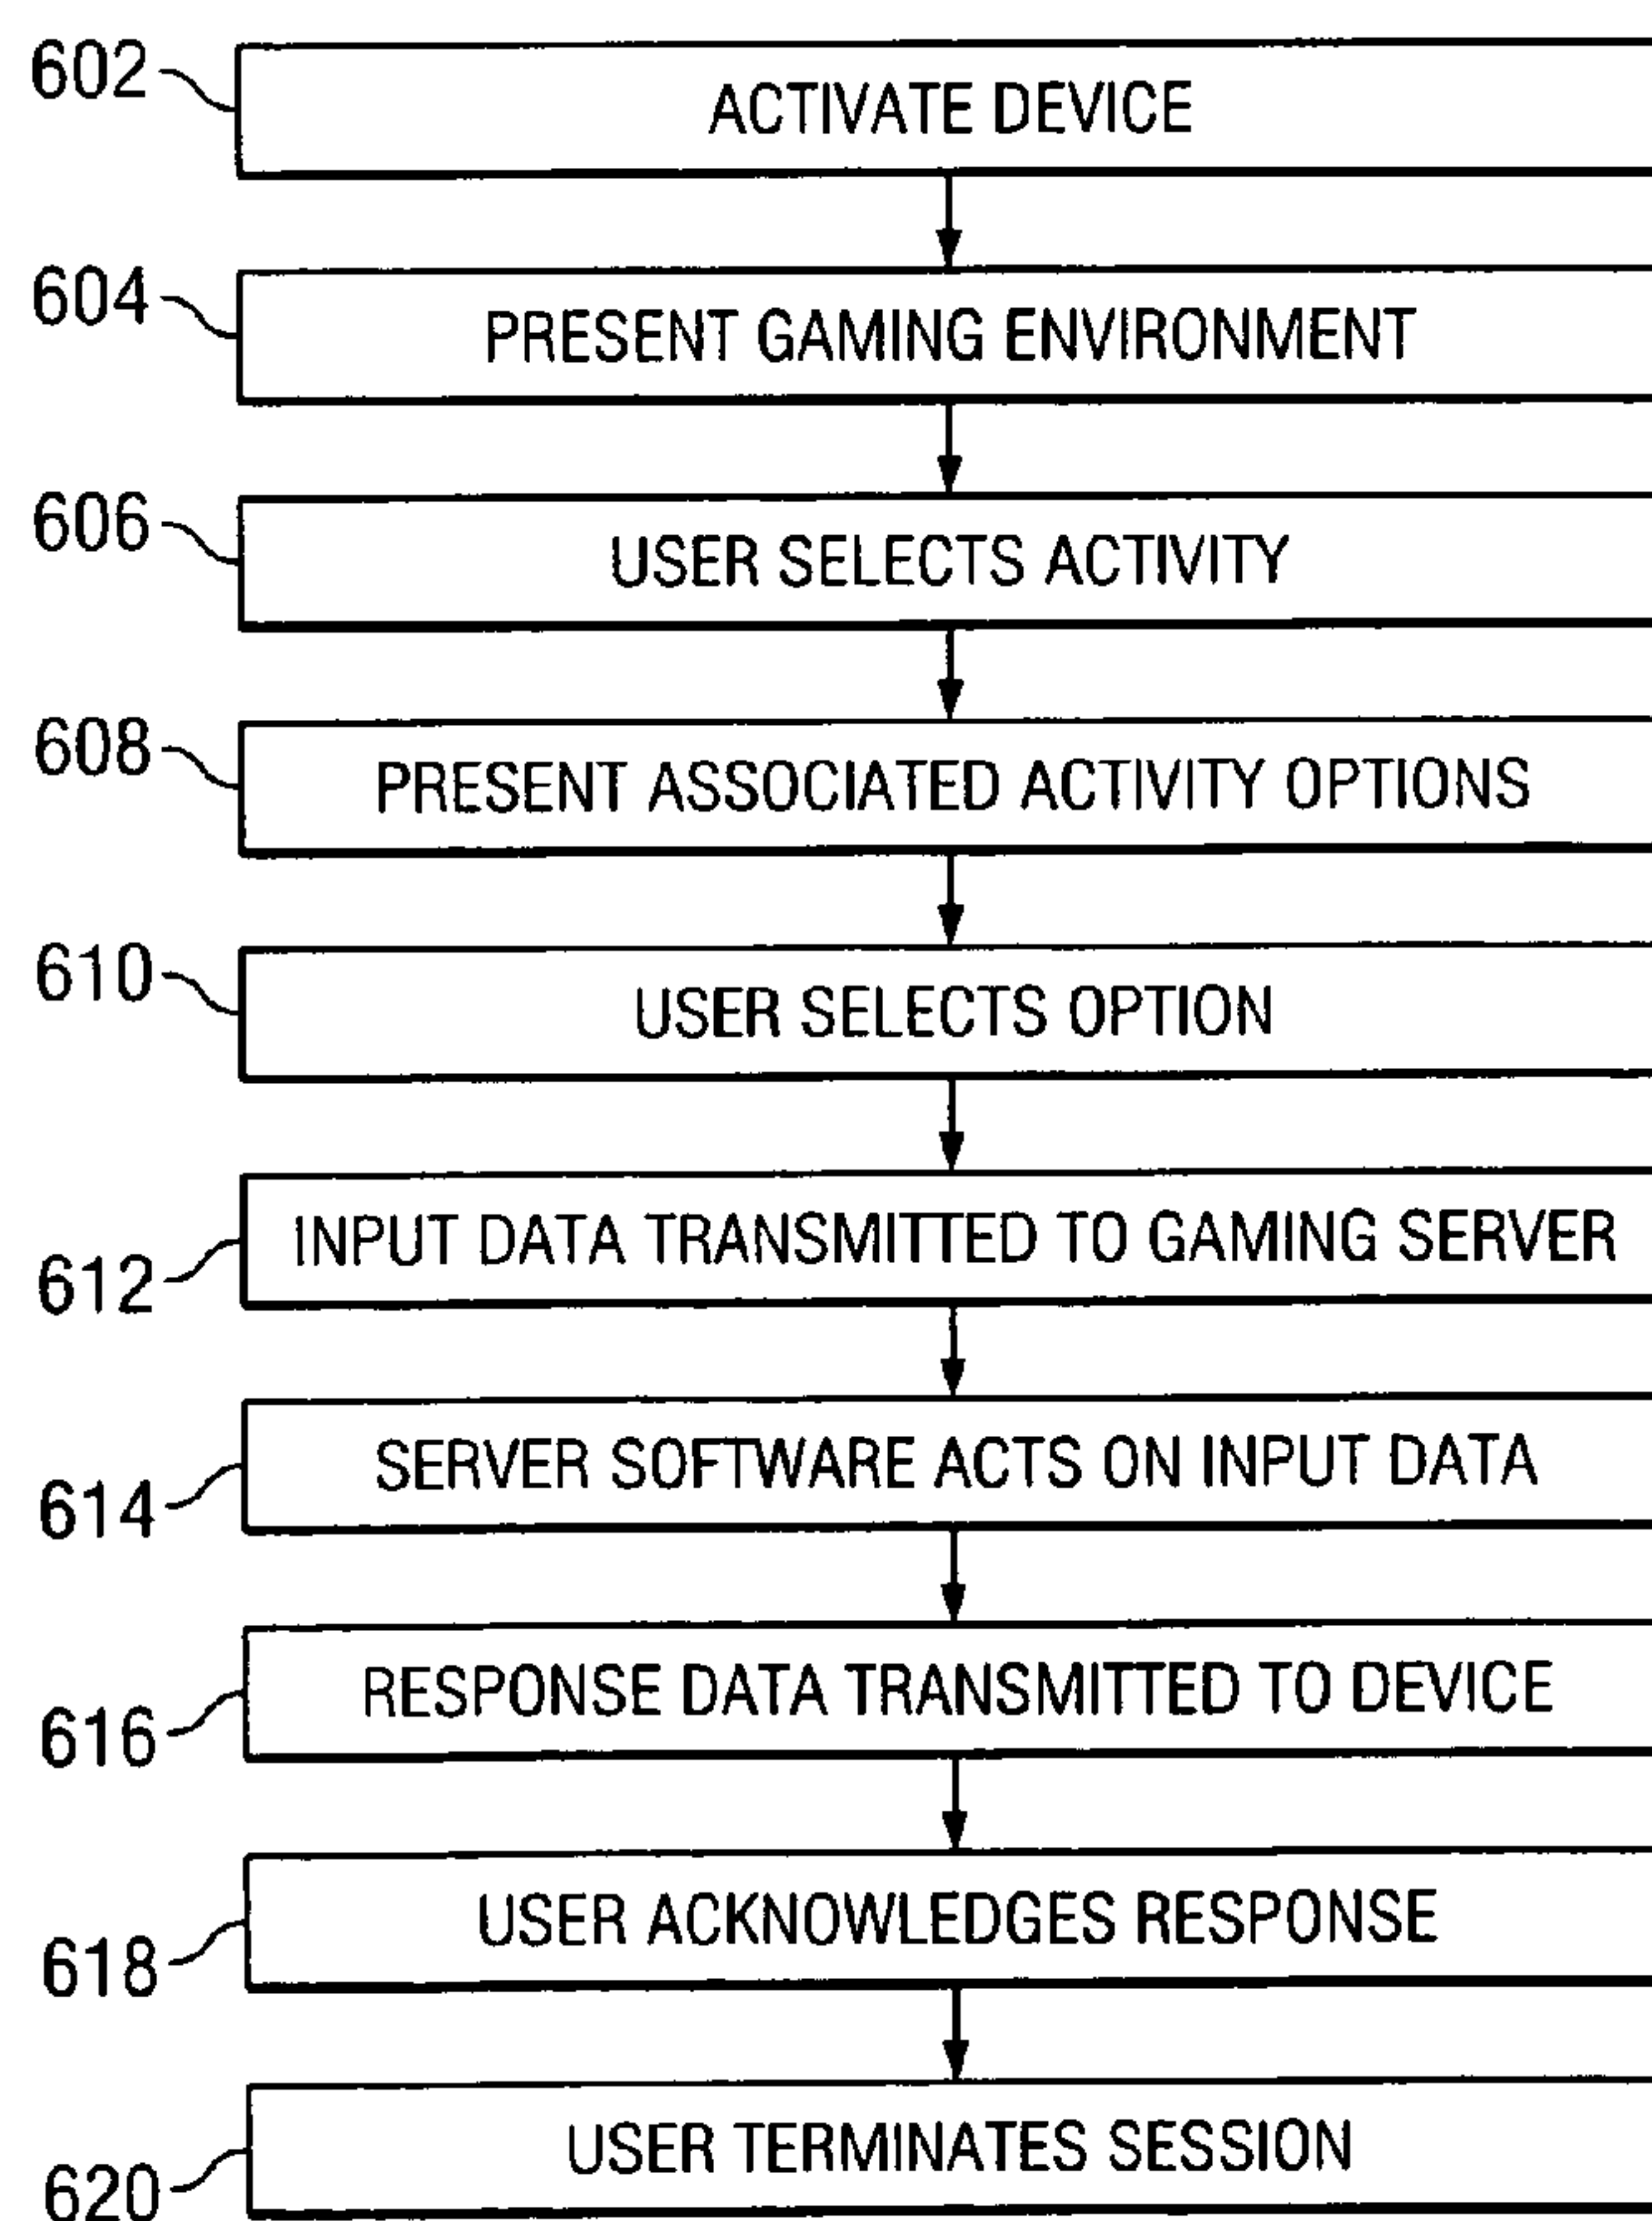 602
ACTIVATE DEVICE
604
PRESENT GAMING ENVIRONMENT
606
USER SELECTS ACTIVITY
608
PRESENT ASSOCIATED ACTIVITY OPTIONS
610
USER SELECTS OPTION
612
INPUT DATA TRANSMITTED TO GAMING SERVER
614
SERVER SOFTWARE ACTS ON INPUT DATA
616
RESPONSE DATA TRANSMITTED TO DEVICE
618
USER ACKNOWLEDGES RESPONSE
620
USER TERMINATES SESSION